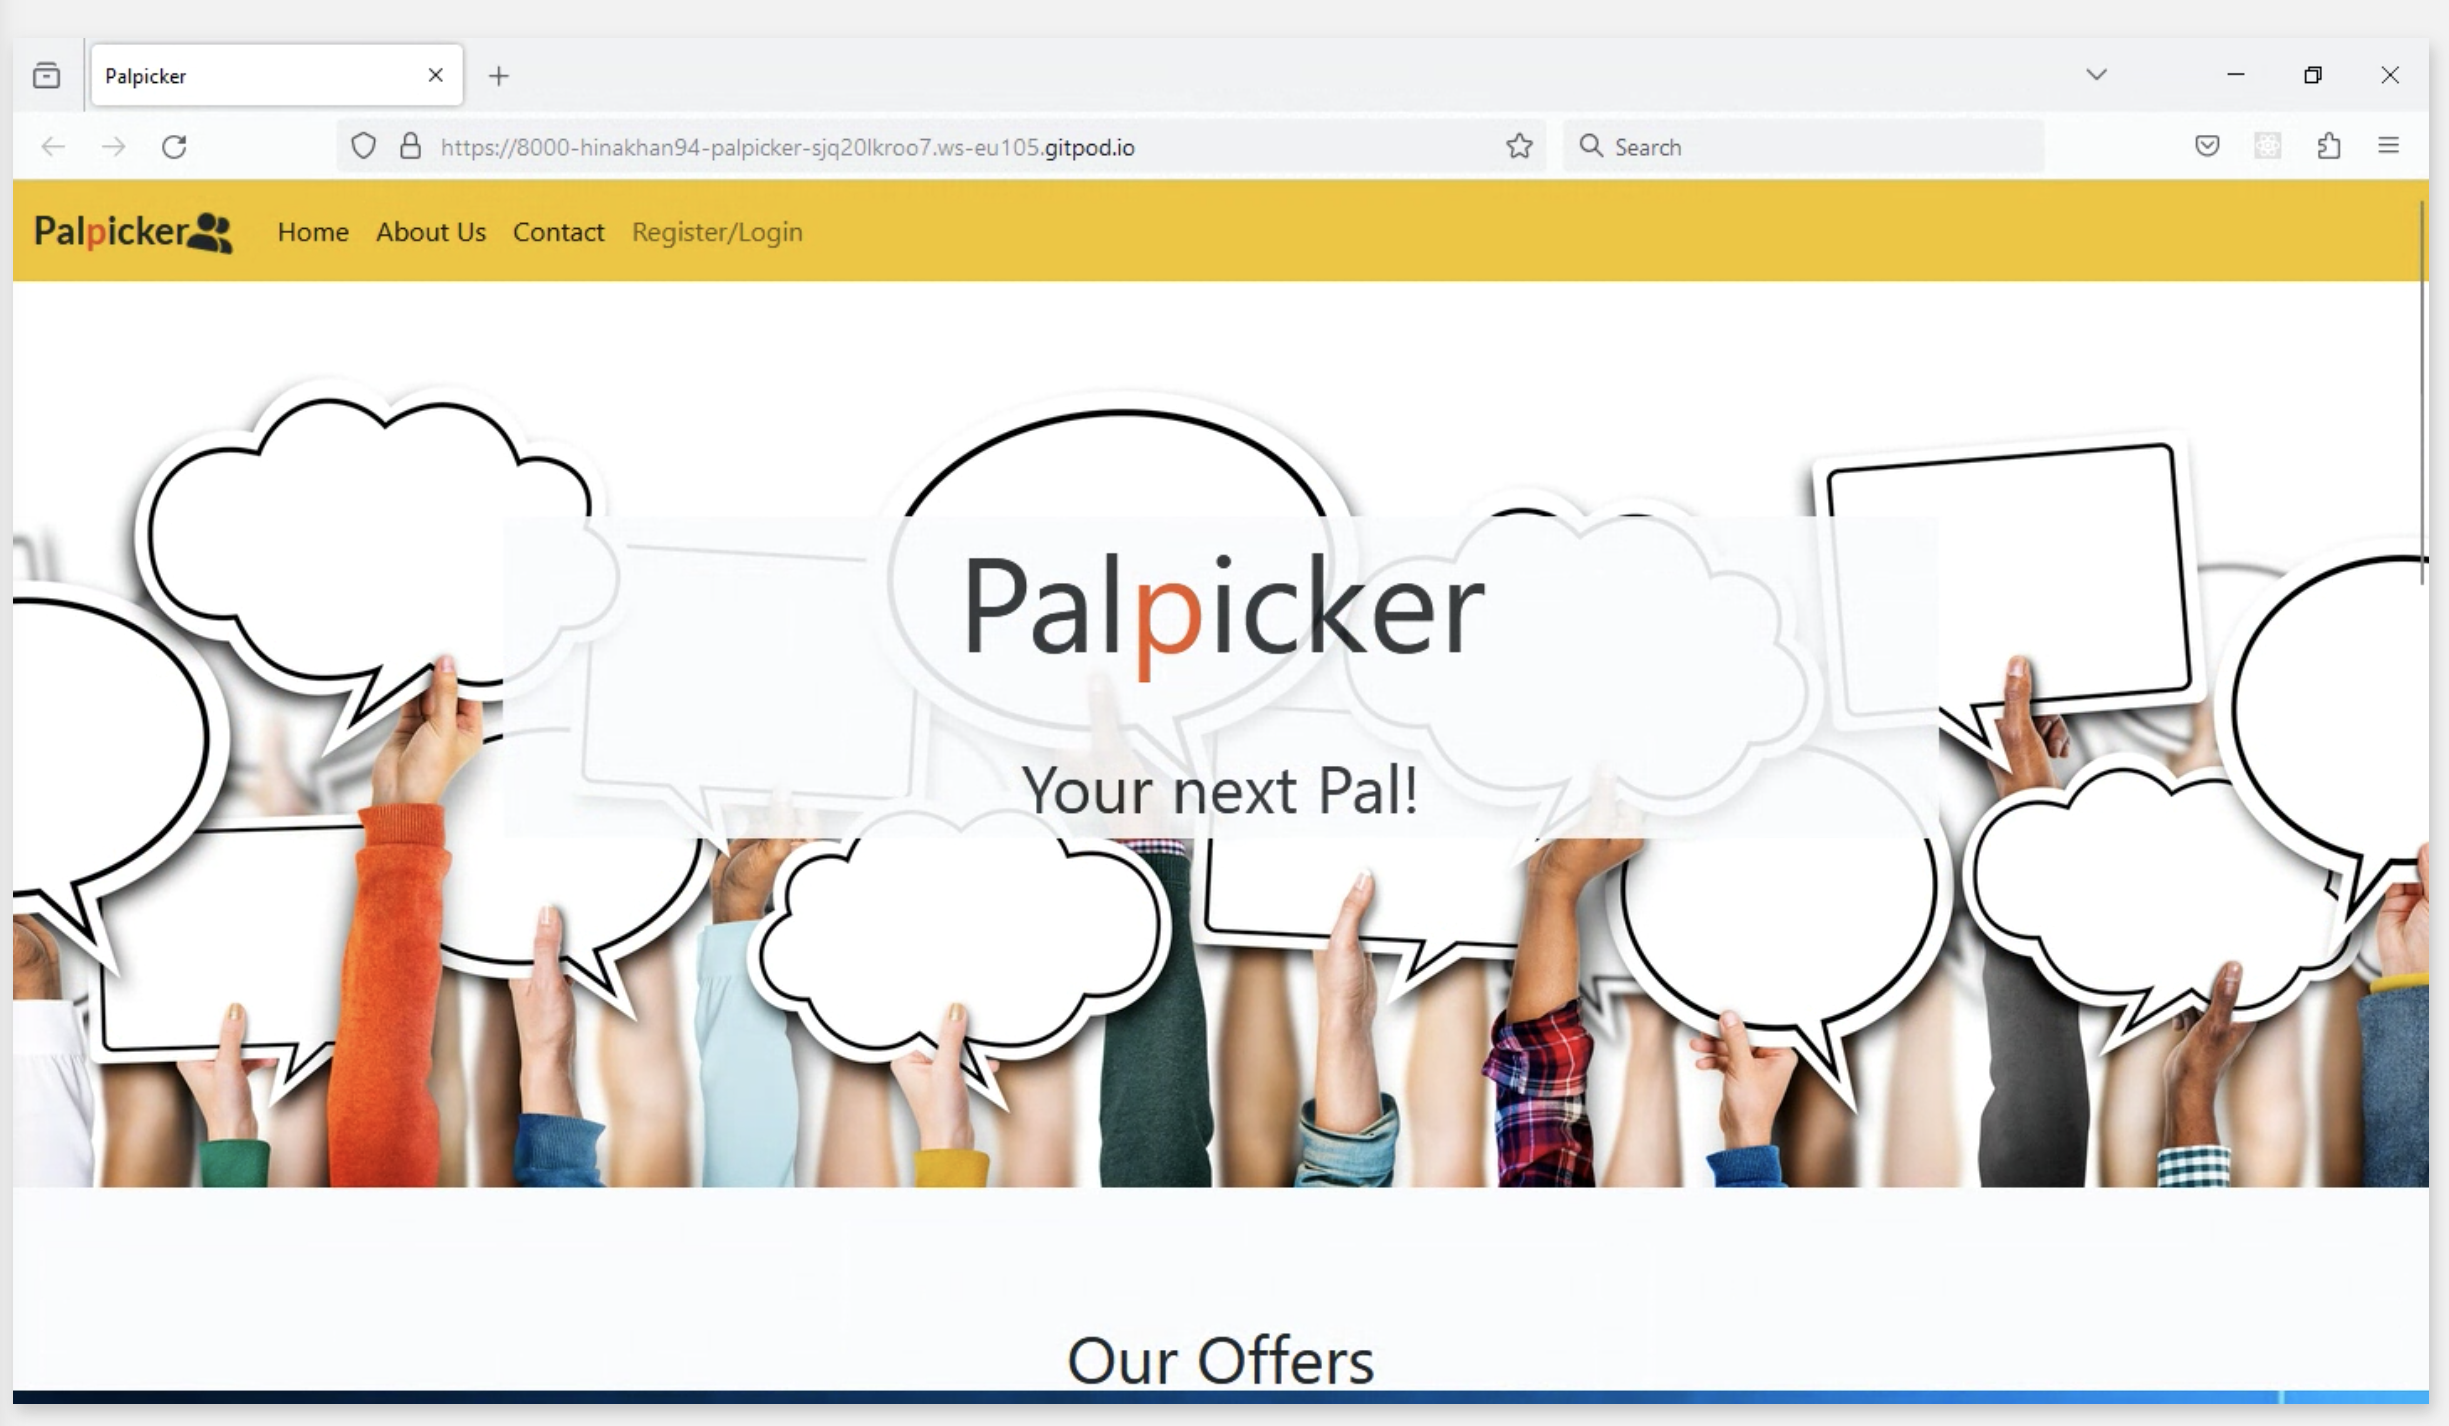 Palpicker
https://8000-hinakhan94-palpicker-sjq20lkroo7.ws-eu105.gitpod.io
Search
Palpicker Home About Us Contact Register/Login
Palpicker
Your next Pal!
Our Offers